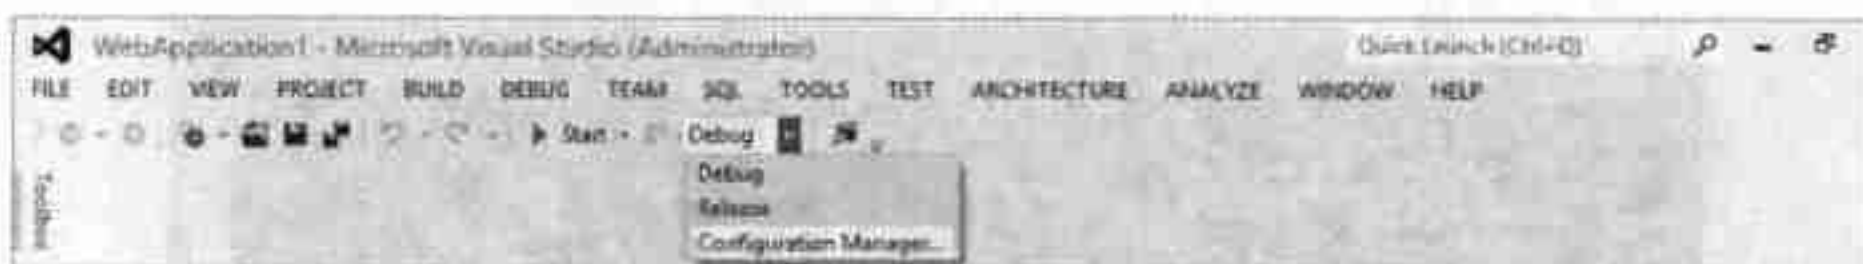 WebApplication1 - Microsoft Visual Studio (Administrator)
Quick Launch (Ctrl+Q)
FILE EDIT VIEW PROJECT BUILD DEBUG TEAM SQL TOOLS TEST ARCHITECTURE ANALYZE WINDOW HELP
Start Debug
Toolbox
Debug
Release
Configuration Manager...